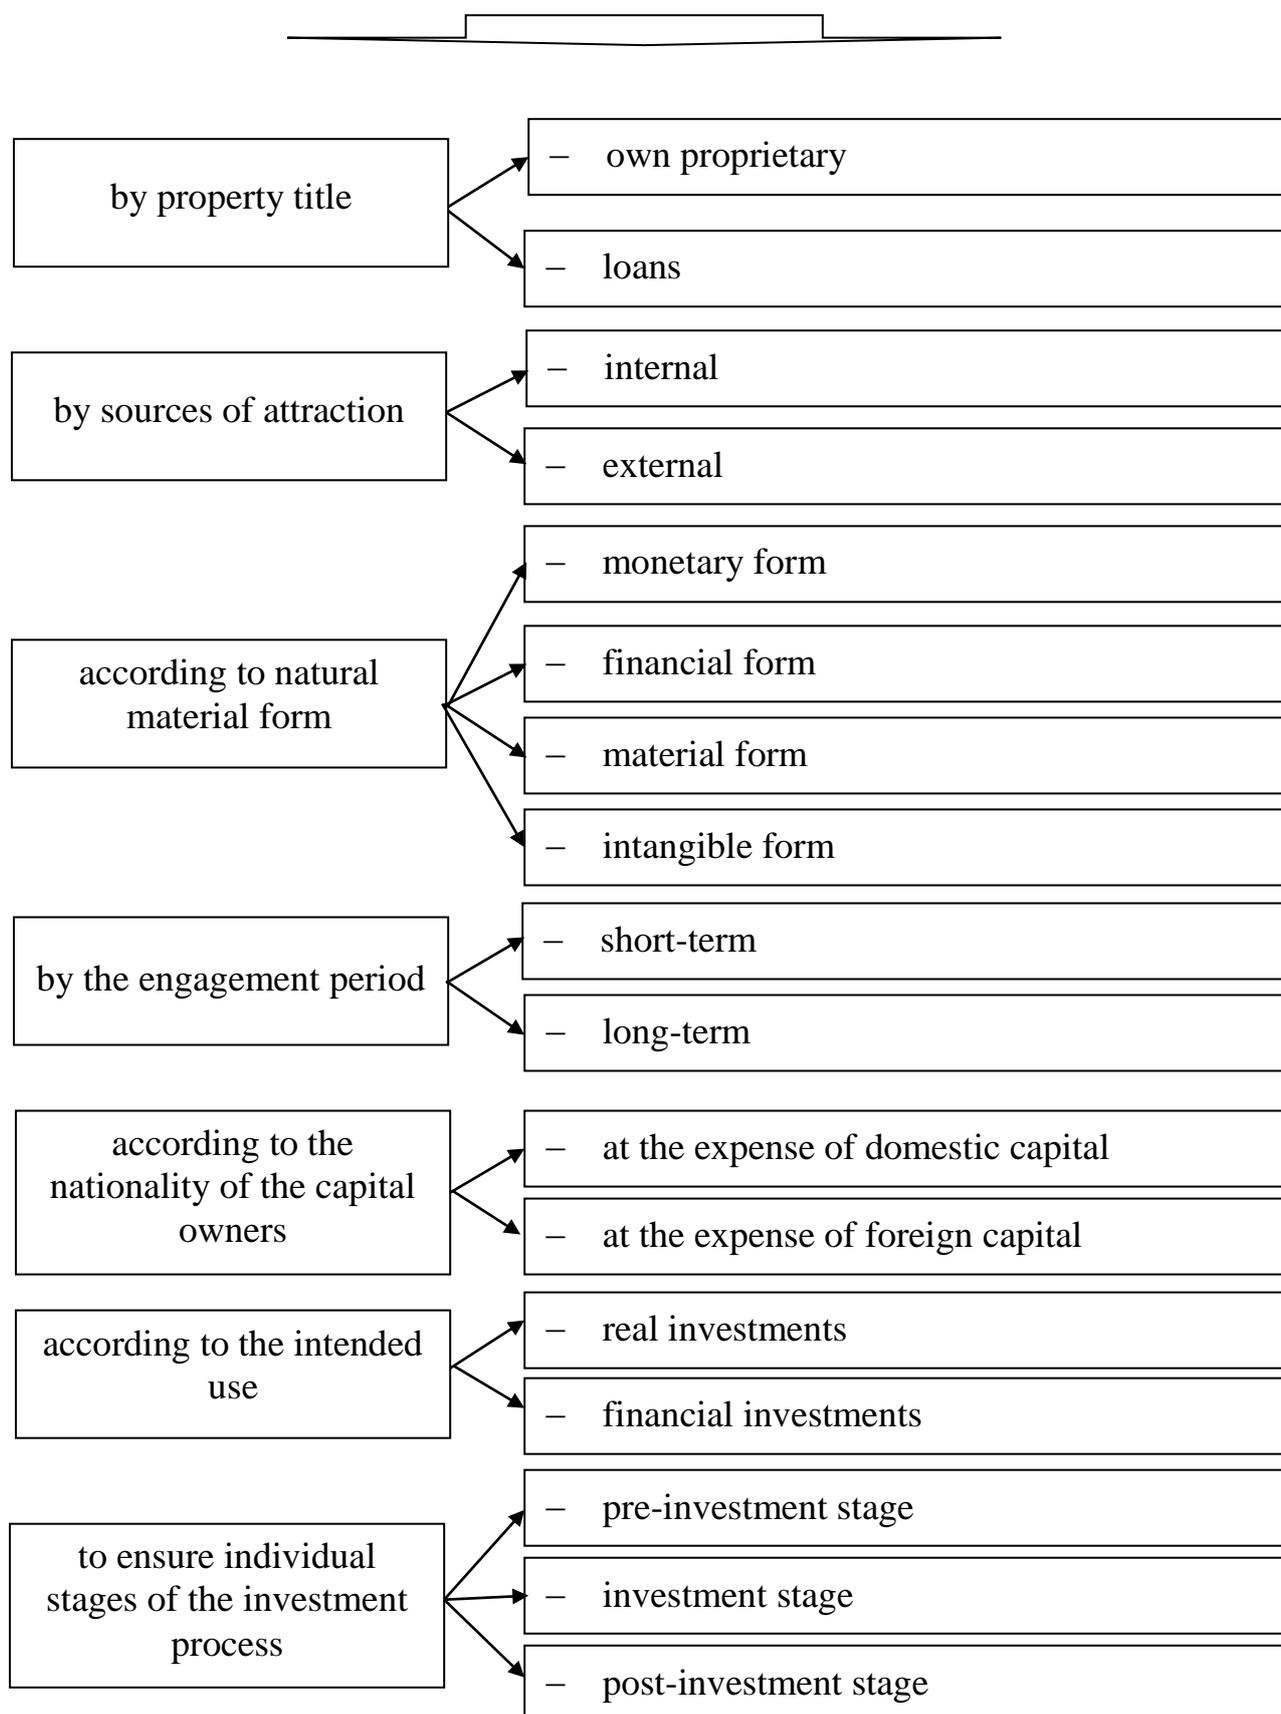 by property title
– own proprietary
– loans
by sources of attraction
– internal
– external
according to natural
material form
– monetary form
– financial form
– material form
– intangible form
by the engagement period
– short-term
– long-term
according to the
nationality of the capital
owners
– at the expense of domestic capital
– at the expense of foreign capital
according to the intended
use
– real investments
– financial investments
to ensure individual
stages of the investment
process
– pre-investment stage
– investment stage
– post-investment stage